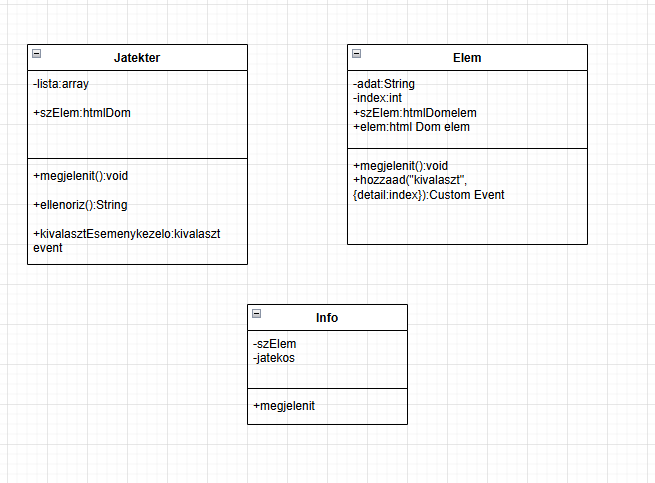 Jatekter
-lista:array
+szElem:htmlDom
+megjelenit():void
+ellenoriz():String
+kivalasztEsemenykezelo:kivalaszt
event
Elem
-adat:String
-index:int
+szElem:htmlDomelem
+elem:html Dom elem
+megjelenit():void
+hozzaad("kivalaszt",
{detail:index}):Custom Event
Info
-szElem
-jatekos
+megjelenit